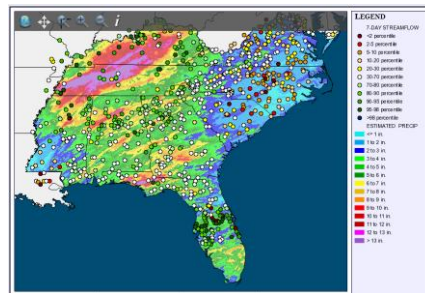 i
LEGEND
7-DAY STREAMFLOW
<2 percentile
2-5 percentile
5-10 percentile
10-20 percentile
20-30 percentile
30-70 percentile
70-80 percentile
80-90 percentile
90-95 percentile
95-98 percentile
>98 percentile
ESTIMATED PRECIP
<= 1 in.
1 to 2 in.
2 to 3 in.
3 to 4 in.
4 to 5 in.
5 to 6 in.
6 to 7 in.
7 to 8 in.
8 to 9 in.
9 to 10 in.
10 to 11 in.
11 to 12 in.
12 to 13 in.
> 13 in.